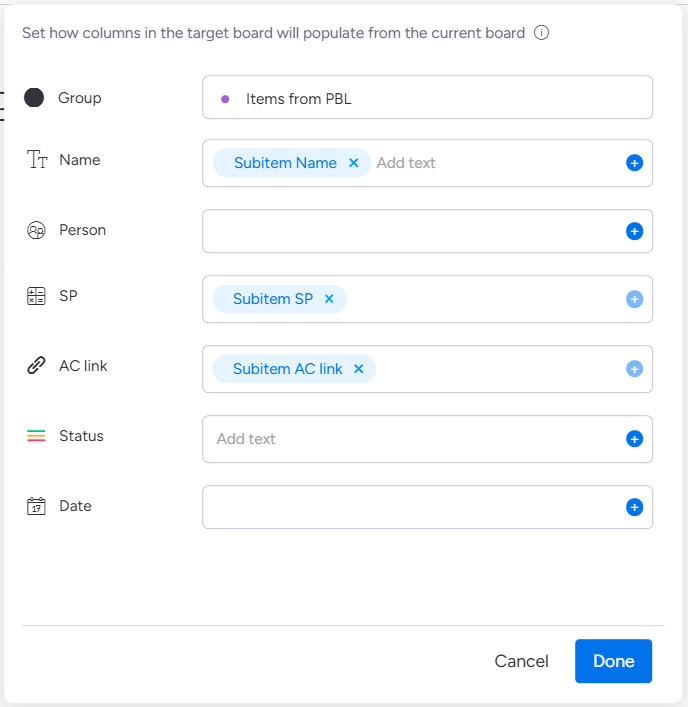 Set how columns in the target board will populate from the current board
Group
Items from PBL
Name
Subitem Name × Add text
Person
SP
Subitem SP ×
AC link
Subitem AC link ×
Status
Add text
17
Date
Cancel
Done